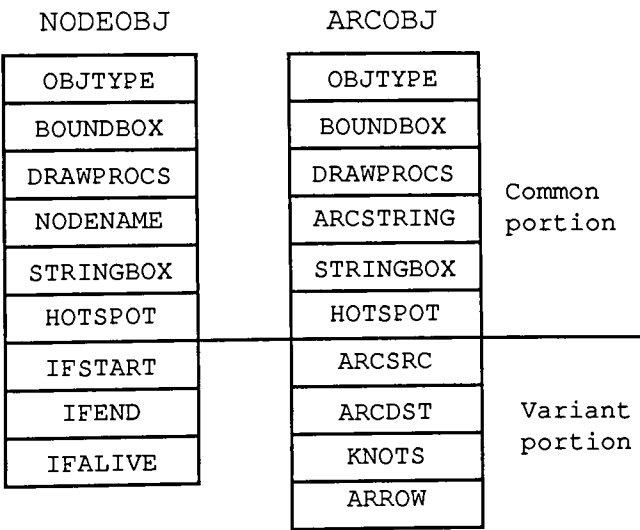 NODEOBJ ARCOBJ
OBJTYPE OBJTYPE
BOUNDBOX BOUNDBOX
DRAWPROCS DRAWPROCS
NODENAME ARCSTRING
STRINGBOX STRINGBOX
HOTSPOT HOTSPOT
Common
portion
IFSTART ARCSRC
IFEND ARCDST
IFALIVE KNOTS
ARROW
Variant
portion